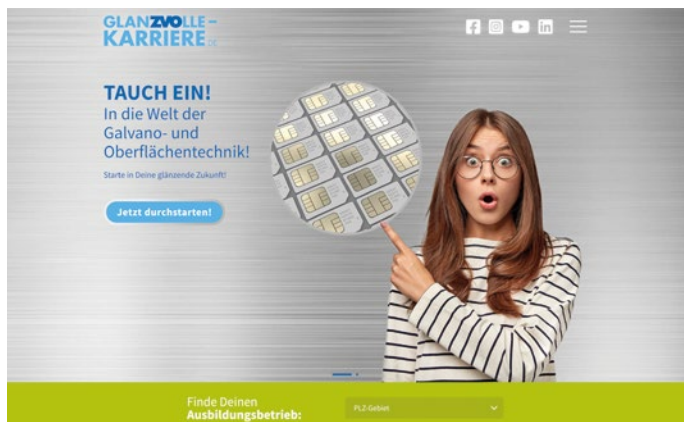 GLANZVOLLE-
KARRIERE.DE
TAUCH EIN!
In die Welt der
Galvano- und
Oberflächentechnik!
Starte in Deine glänzende Zukunft!
Jetzt durchstarten!
Finde Deinen
Ausbildungsbetrieb:
PLZ-Gebiet